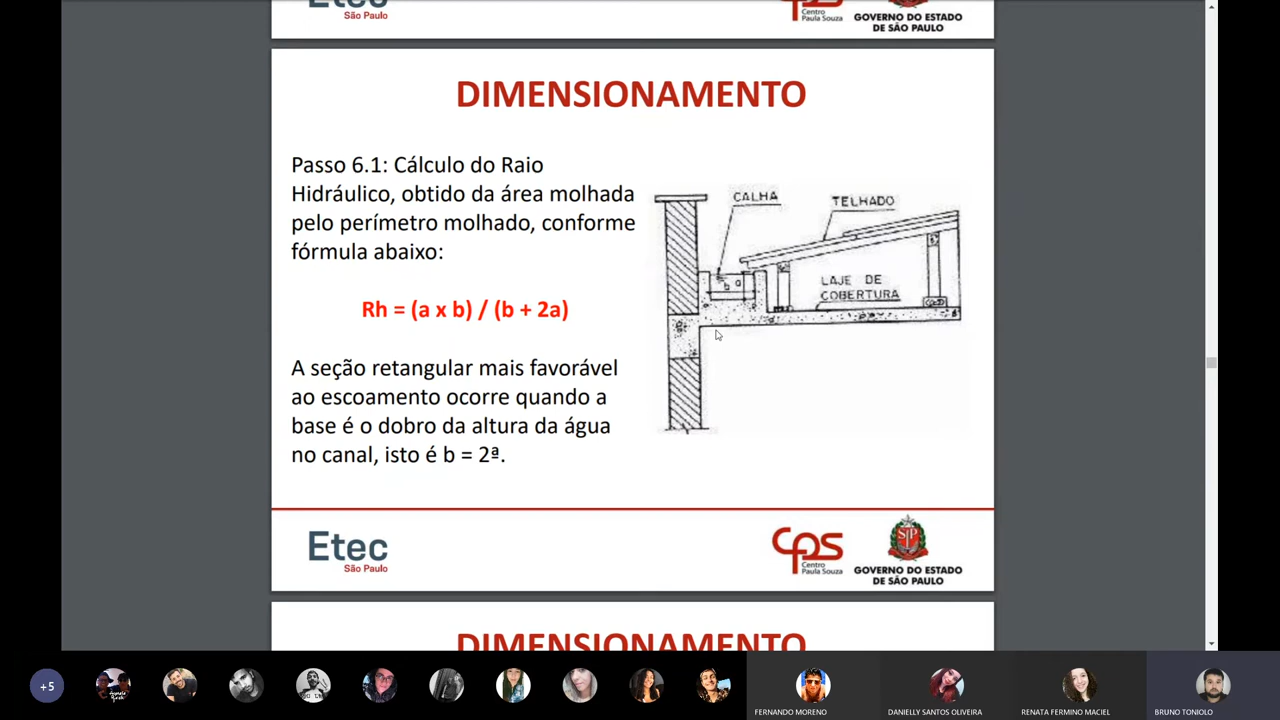 Etec
São Paulo
Centro
Paula Souza
GOVERNO DO ESTADO
DE SÃO PAULO
DIMENSIONAMENTO
Passo 6.1: Cálculo do Raio
Hidráulico, obtido da área molhada
pelo perímetro molhado, conforme
fórmula abaixo:
Rh = (a x b) / (b + 2a)
A seção retangular mais favorável
ao escoamento ocorre quando a
base é o dobro da altura da água
no canal, isto é b = 2ª.
CALHA
TELHADO
b
a
LAJE DE
COBERTURA
Etec
São Paulo
cps
Centro
Paula Souza
SP
GOVERNO DO ESTADO
DE SÃO PAULO
DIMENSIONAMENTO
+5
FERNANDO MORENO
DANIELLY SANTOS OLIVEIRA
RENATA FERMINO MACIEL
BRUNO TONIOLO